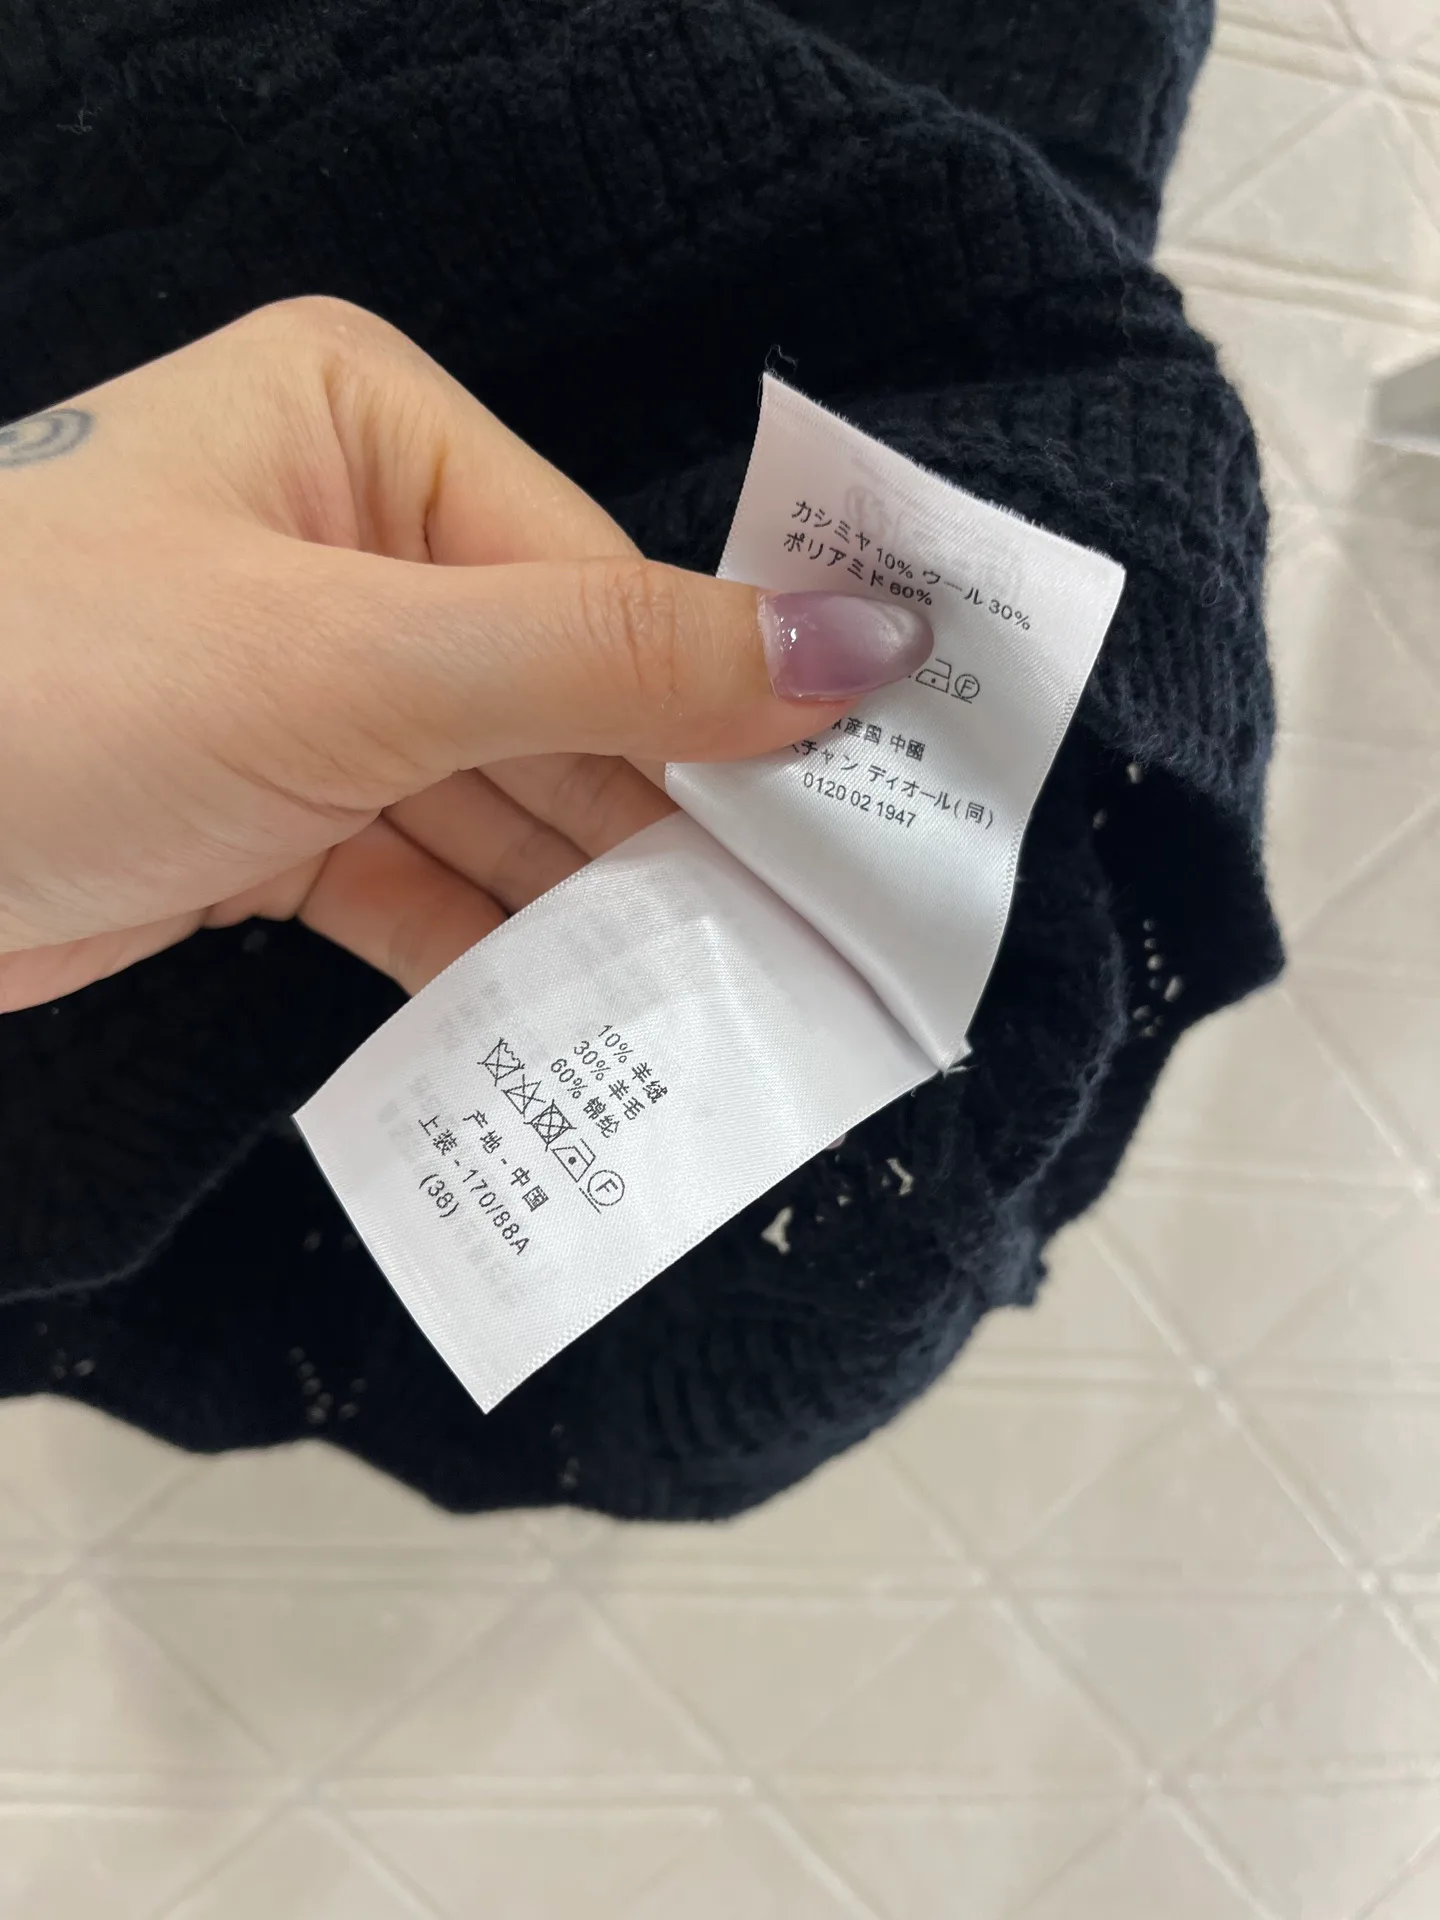 カシミヤ 10% ウール 30%
ポリアミド 60%
F
産国 中國
チャン ディオール(同)
0120 02 1947
10% 羊绒
30% 羊毛
60% 锦纶
F
产地 - 中国
上装 - 170/88A
(38)